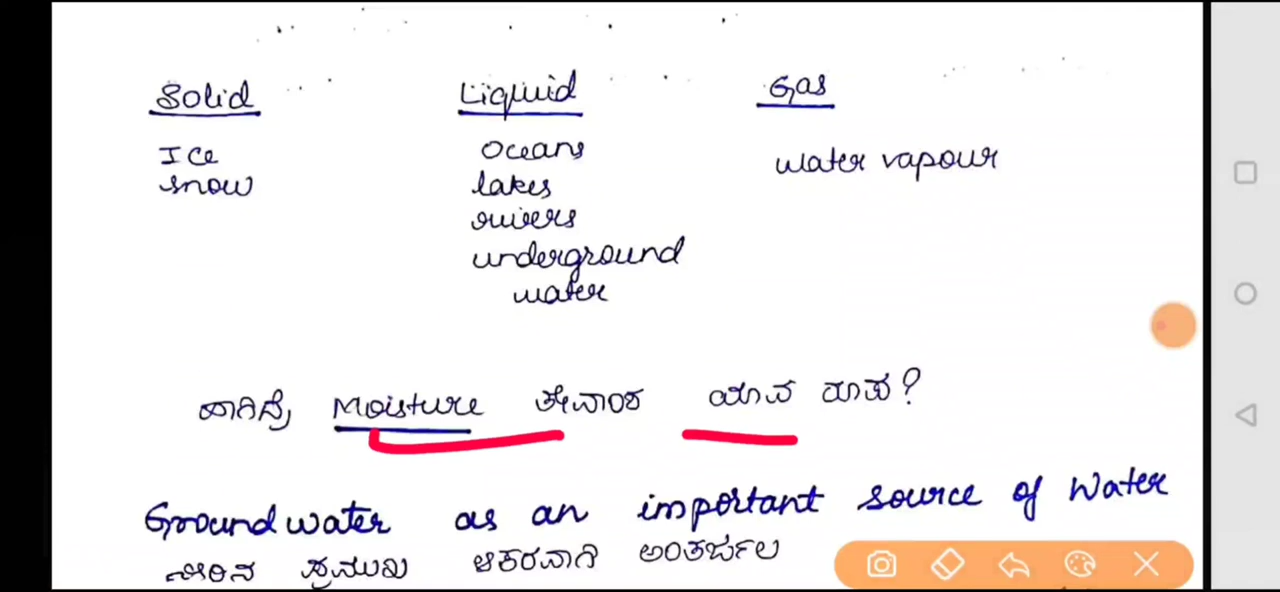 Solid Liquid Gas
Ice oceans water vapour
snow lakes
rivers
underground
water
ಹಾಗಿದ್ರೆ Moisture ತೇವಾಂಶ ಯಾವ ರೂಪ?
Groundwater as an important source of water
ನೀರಿನ ಪ್ರಮುಖ ಆಕರವಾಗಿ ಅಂತರ್ಜಲ